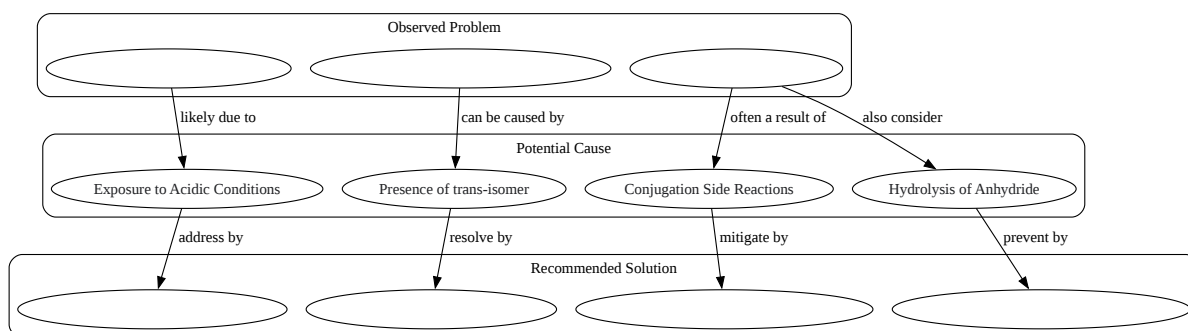 Observed Problem
likely due to
can be caused by
often a result of
also consider
Potential Cause
Exposure to Acidic Conditions
Presence of trans-isomer
Conjugation Side Reactions
Hydrolysis of Anhydride
address by
resolve by
mitigate by
prevent by
Recommended Solution